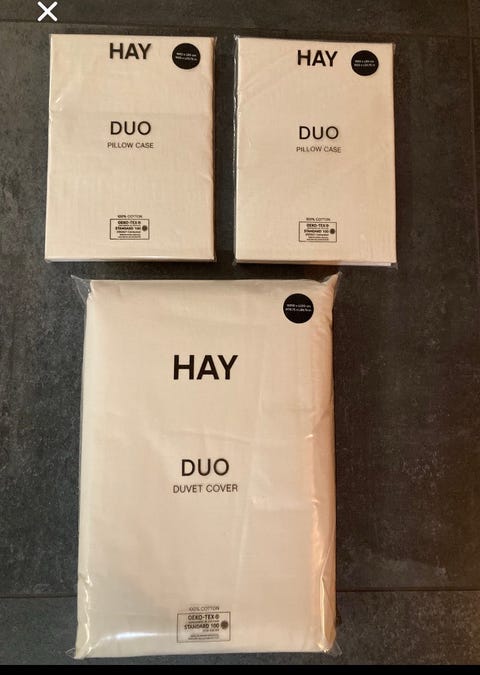 HAY
DUO
PILLOW CASE
100% COTTON
OEKO-TEX®
STANDARD 100
HAY
DUO
PILLOW CASE
100% COTTON
OEKO-TEX®
STANDARD 100
HAY
DUO
DUVET COVER
100% COTTON
OEKO-TEX®
STANDARD 100